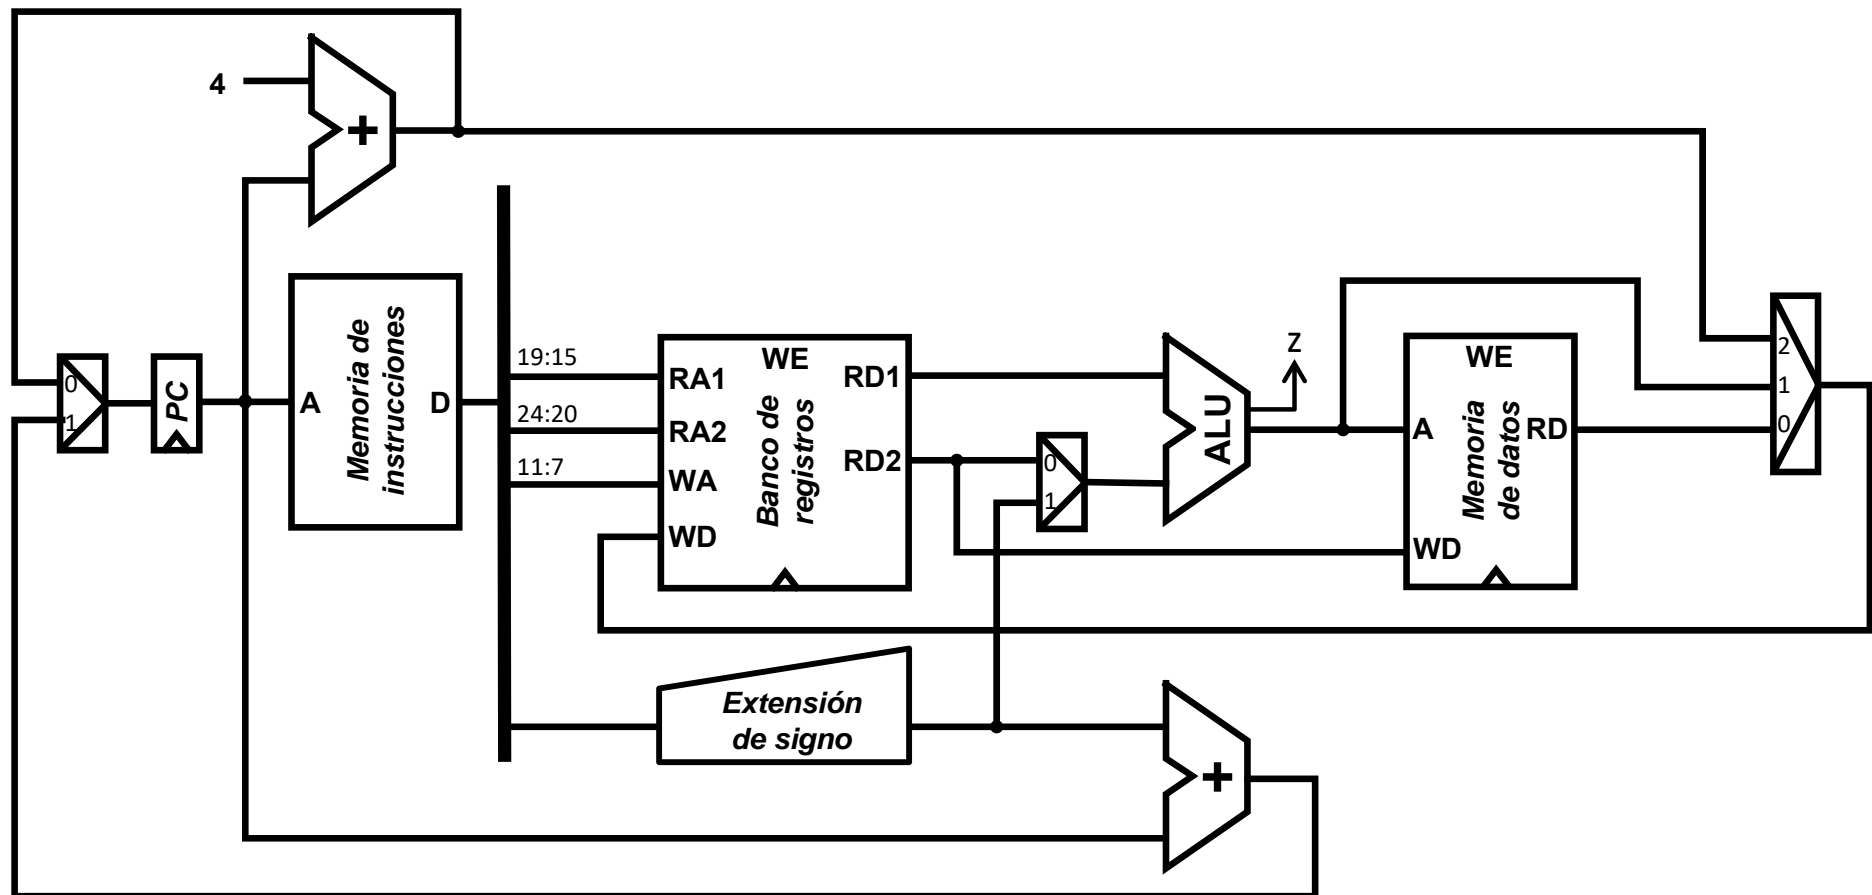 4
+
Memoria de
instrucciones
A
D
PC
0
1
19:15
24:20
11:7
WE
RA1
RA2
WA
WD
RD1
RD2
Banco de
registros
0
1
ALU
Z
WE
A
RD
WD
Memoria
de datos
2
1
0
Extensión
de signo
+